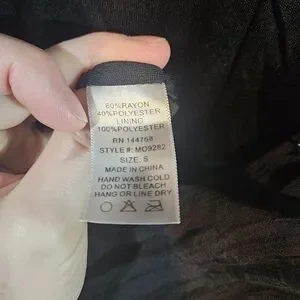 60%RAYON
40%POLYESTER
LINING
100%POLYESTER
RN 144758
STYLE #: MO9282
SIZE: S
MADE IN CHINA
HAND WASH COLD
DO NOT BLEACH
HANG OR LINE DRY